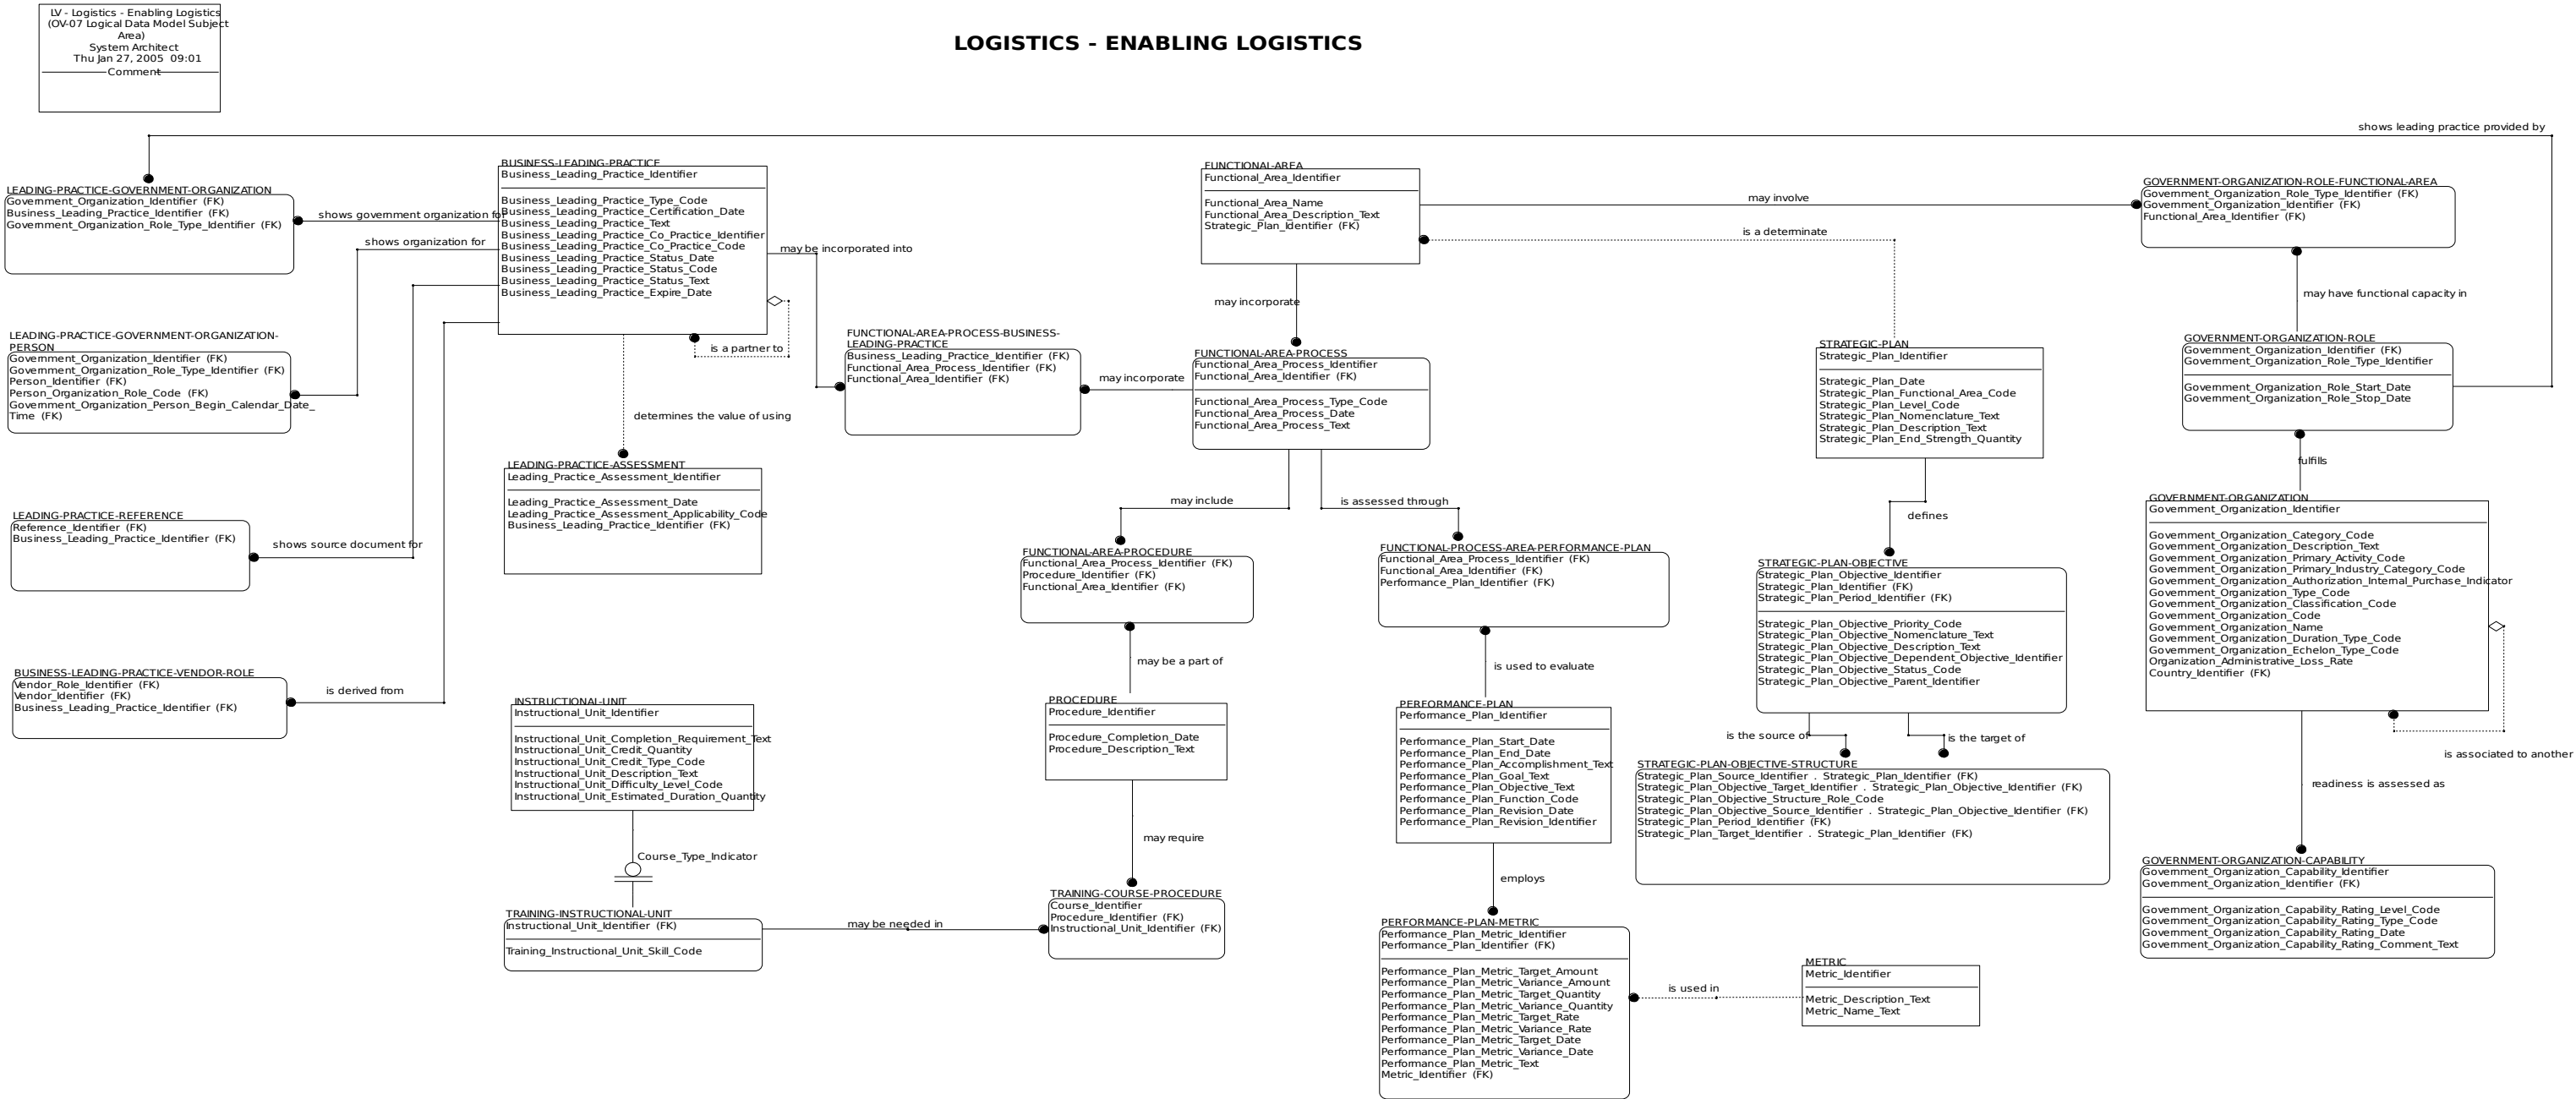 LV - Logistics - Enabling Logistics
(OV-07 Logical Data Model Subject
Area)
System Architect
Thu Jan 27, 2005  09:01
Comment
LOGISTICS - ENABLING LOGISTICS
shows leading practice provided by
LEADING-PRACTICE-GOVERNMENT-ORGANIZATION
Government_Organization_Identifier (FK)
Business_Leading_Practice_Identifier (FK)
Government_Organization_Role_Type_Identifier (FK)
shows government organization for
shows organization for
LEADING-PRACTICE-GOVERNMENT-ORGANIZATION-
PERSON
Government_Organization_Identifier (FK)
Government_Organization_Role_Type_Identifier (FK)
Person_Identifier (FK)
Person_Organization_Role_Code (FK)
Government_Organization_Person_Begin_Calendar_Date_
Time (FK)
LEADING-PRACTICE-REFERENCE
Reference_Identifier (FK)
Business_Leading_Practice_Identifier (FK)
shows source document for
BUSINESS-LEADING-PRACTICE-VENDOR-ROLE
Vendor_Role_Identifier (FK)
Vendor_Identifier (FK)
Business_Leading_Practice_Identifier (FK)
is derived from
BUSINESS-LEADING-PRACTICE
Business_Leading_Practice_Identifier
Business_Leading_Practice_Type_Code
Business_Leading_Practice_Certification_Date
Business_Leading_Practice_Text
Business_Leading_Practice_Co_Practice_Identifier
Business_Leading_Practice_Co_Practice_Code
Business_Leading_Practice_Status_Date
Business_Leading_Practice_Status_Code
Business_Leading_Practice_Status_Text
Business_Leading_Practice_Expire_Date
may be incorporated into
is a partner to
determines the value of using
LEADING-PRACTICE-ASSESSMENT
Leading_Practice_Assessment_Identifier
Leading_Practice_Assessment_Date
Leading_Practice_Assessment_Applicability_Code
Business_Leading_Practice_Identifier (FK)
FUNCTIONAL-AREA-PROCESS-BUSINESS-
LEADING-PRACTICE
Business_Leading_Practice_Identifier (FK)
Functional_Area_Process_Identifier (FK)
Functional_Area_Identifier (FK)
may incorporate
FUNCTIONAL-AREA
Functional_Area_Identifier
Functional_Area_Name
Functional_Area_Description_Text
Strategic_Plan_Identifier (FK)
may involve
is a determinate
may incorporate
FUNCTIONAL-AREA-PROCESS
Functional_Area_Process_Identifier
Functional_Area_Identifier (FK)
Functional_Area_Process_Type_Code
Functional_Area_Process_Date
Functional_Area_Process_Text
may include
is assessed through
FUNCTIONAL-AREA-PROCEDURE
Functional_Area_Process_Identifier (FK)
Procedure_Identifier (FK)
Functional_Area_Identifier (FK)
may be a part of
FUNCTIONAL-PROCESS-AREA-PERFORMANCE-PLAN
Functional_Area_Process_Identifier (FK)
Functional_Area_Identifier (FK)
Performance_Plan_Identifier (FK)
is used to evaluate
INSTRUCTIONAL-UNIT
Instructional_Unit_Identifier
Instructional_Unit_Completion_Requirement_Text
Instructional_Unit_Credit_Quantity
Instructional_Unit_Credit_Type_Code
Instructional_Unit_Description_Text
Instructional_Unit_Difficulty_Level_Code
Instructional_Unit_Estimated_Duration_Quantity
Course_Type_Indicator
TRAINING-INSTRUCTIONAL-UNIT
Instructional_Unit_Identifier (FK)
Training_Instructional_Unit_Skill_Code
may be needed in
PROCEDURE
Procedure_Identifier
Procedure_Completion_Date
Procedure_Description_Text
may require
TRAINING-COURSE-PROCEDURE
Course_Identifier
Procedure_Identifier (FK)
Instructional_Unit_Identifier (FK)
PERFORMANCE-PLAN
Performance_Plan_Identifier
Performance_Plan_Start_Date
Performance_Plan_End_Date
Performance_Plan_Accomplishment_Text
Performance_Plan_Goal_Text
Performance_Plan_Objective_Text
Performance_Plan_Function_Code
Performance_Plan_Revision_Date
Performance_Plan_Revision_Identifier
employs
PERFORMANCE-PLAN-METRIC
Performance_Plan_Metric_Identifier
Performance_Plan_Identifier (FK)
Performance_Plan_Metric_Target_Amount
Performance_Plan_Metric_Variance_Amount
Performance_Plan_Metric_Target_Quantity
Performance_Plan_Metric_Variance_Quantity
Performance_Plan_Metric_Target_Rate
Performance_Plan_Metric_Variance_Rate
Performance_Plan_Metric_Target_Date
Performance_Plan_Metric_Variance_Date
Performance_Plan_Metric_Text
Metric_Identifier (FK)
is used in
METRIC
Metric_Identifier
Metric_Description_Text
Metric_Name_Text
STRATEGIC-PLAN
Strategic_Plan_Identifier
Strategic_Plan_Date
Strategic_Plan_Functional_Area_Code
Strategic_Plan_Level_Code
Strategic_Plan_Nomenclature_Text
Strategic_Plan_Description_Text
Strategic_Plan_End_Strength_Quantity
defines
STRATEGIC-PLAN-OBJECTIVE
Strategic_Plan_Objective_Identifier
Strategic_Plan_Identifier (FK)
Strategic_Plan_Period_Identifier (FK)
Strategic_Plan_Objective_Priority_Code
Strategic_Plan_Objective_Nomenclature_Text
Strategic_Plan_Objective_Description_Text
Strategic_Plan_Objective_Dependent_Objective_Identifier
Strategic_Plan_Objective_Status_Code
Strategic_Plan_Objective_Parent_Identifier
is the source of
is the target of
STRATEGIC-PLAN-OBJECTIVE-STRUCTURE
Strategic_Plan_Source_Identifier . Strategic_Plan_Identifier (FK)
Strategic_Plan_Objective_Target_Identifier . Strategic_Plan_Objective_Identifier (FK)
Strategic_Plan_Objective_Structure_Role_Code
Strategic_Plan_Objective_Source_Identifier . Strategic_Plan_Objective_Identifier (FK)
Strategic_Plan_Period_Identifier (FK)
Strategic_Plan_Target_Identifier . Strategic_Plan_Identifier (FK)
GOVERNMENT-ORGANIZATION-ROLE-FUNCTIONAL-AREA
Government_Organization_Role_Type_Identifier (FK)
Government_Organization_Identifier (FK)
Functional_Area_Identifier (FK)
may have functional capacity in
GOVERNMENT-ORGANIZATION-ROLE
Government_Organization_Identifier (FK)
Government_Organization_Role_Type_Identifier
Government_Organization_Role_Start_Date
Government_Organization_Role_Stop_Date
fulfills
GOVERNMENT-ORGANIZATION
Government_Organization_Identifier
Government_Organization_Category_Code
Government_Organization_Description_Text
Government_Organization_Primary_Activity_Code
Government_Organization_Primary_Industry_Category_Code
Government_Organization_Authorization_Internal_Purchase_Indicator
Government_Organization_Type_Code
Government_Organization_Classification_Code
Government_Organization_Code
Government_Organization_Name
Government_Organization_Duration_Type_Code
Government_Organization_Echelon_Type_Code
Organization_Administrative_Loss_Rate
Country_Identifier (FK)
is associated to another
readiness is assessed as
GOVERNMENT-ORGANIZATION-CAPABILITY
Government_Organization_Capability_Identifier
Government_Organization_Identifier (FK)
Government_Organization_Capability_Rating_Level_Code
Government_Organization_Capability_Rating_Type_Code
Government_Organization_Capability_Rating_Date
Government_Organization_Capability_Rating_Comment_Text